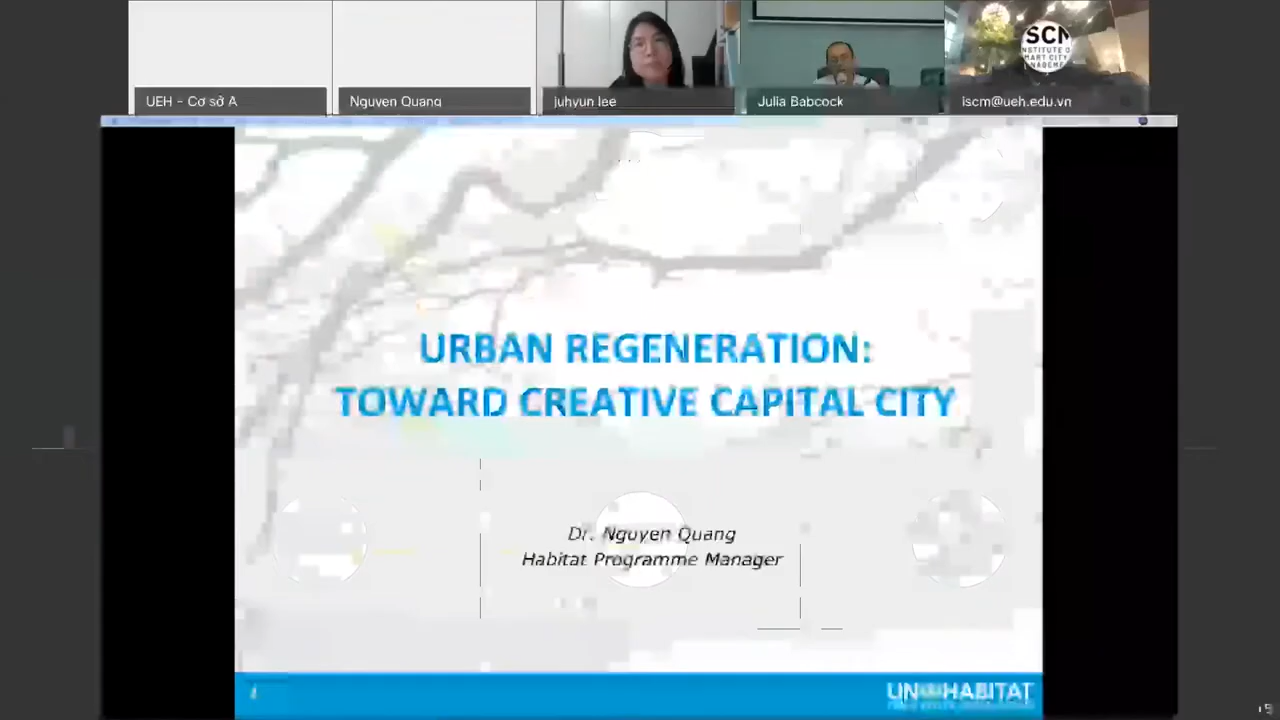 UEH - Cơ sở A
Nguyen Quang
juhyun lee
Julia Babcock
iscm@ueh.edu.vn
URBAN REGENERATION:
TOWARD CREATIVE CAPITAL CITY
Dr. Nguyen Quang
Habitat Programme Manager
UN HABITAT